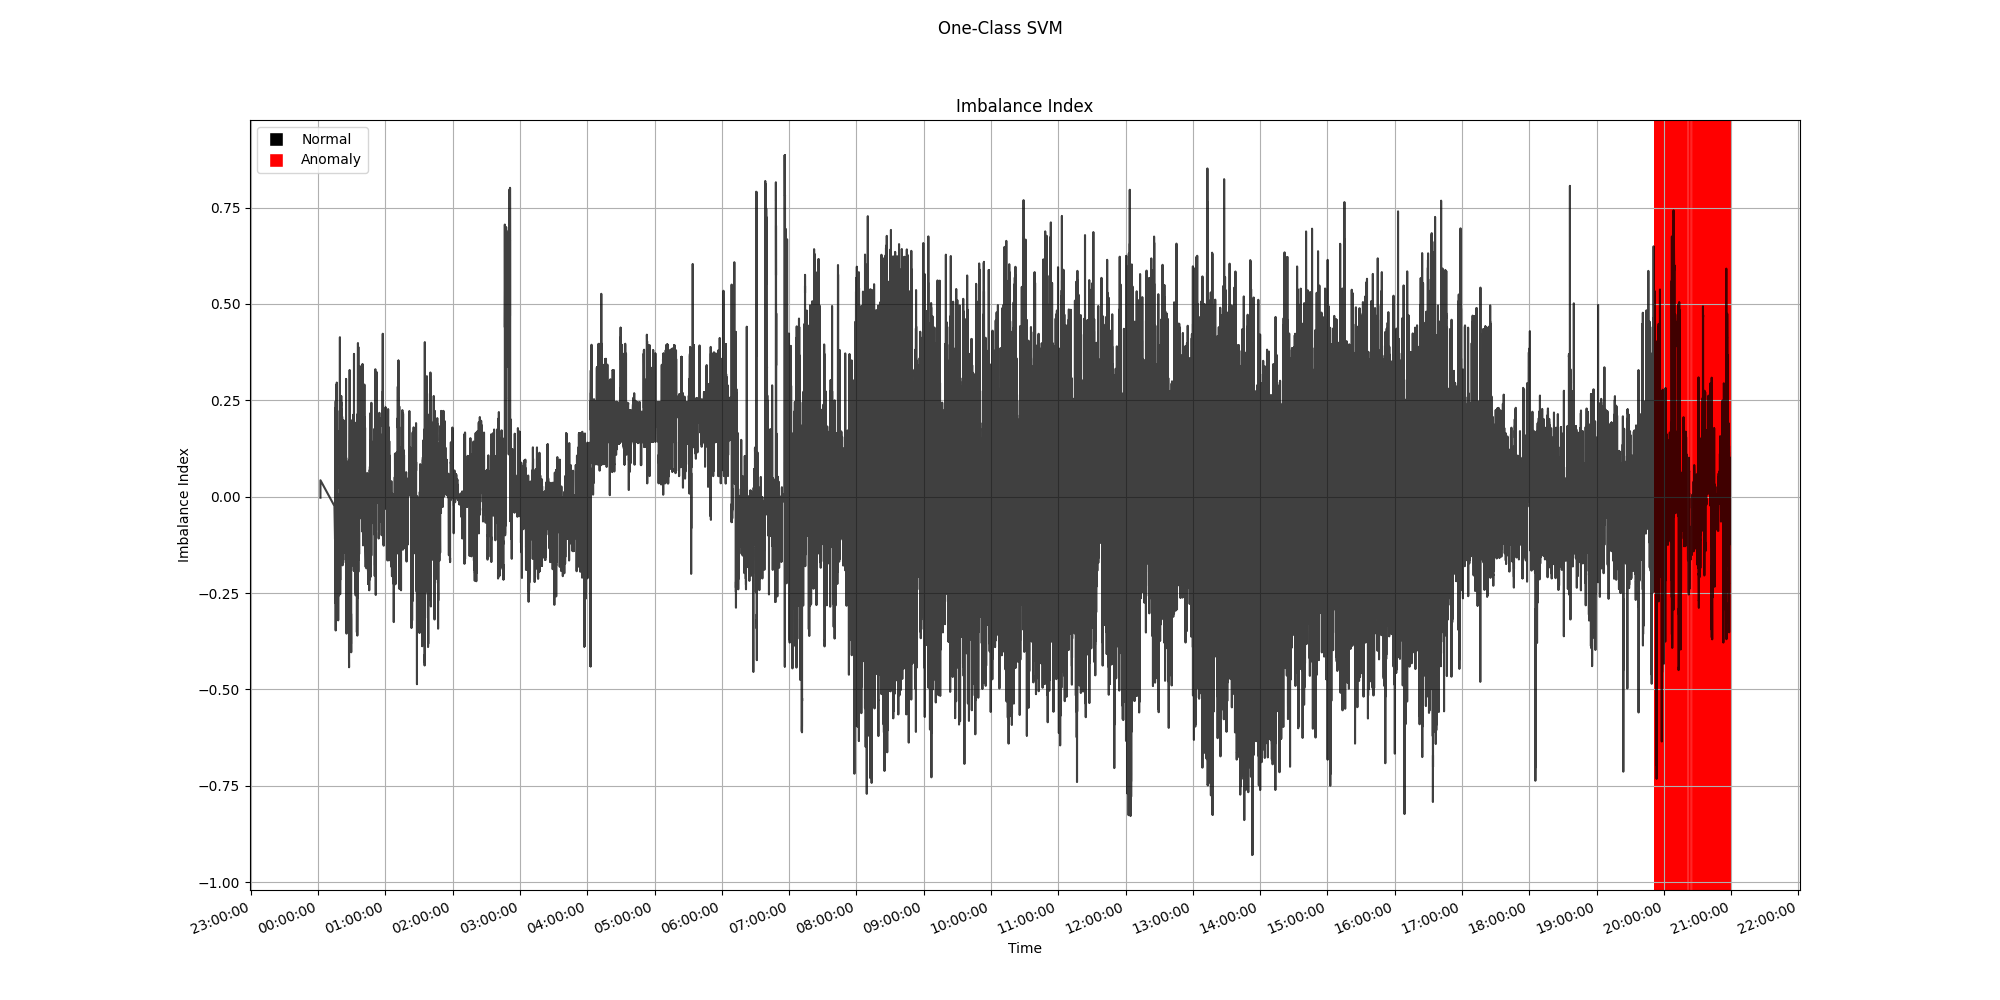 One-Class SVM
Imbalance Index
Normal
Anomaly
0.75
0.50
0.25
0.00
−0.25
−0.50
−0.75
−1.00
Imbalance Index
23:00:00 00:00:00 01:00:00 02:00:00 03:00:00 04:00:00 05:00:00 06:00:00 07:00:00 08:00:00 09:00:00 10:00:00 11:00:00 12:00:00 13:00:00 14:00:00 15:00:00 16:00:00 17:00:00 18:00:00 19:00:00 20:00:00 21:00:00 22:00:00
Time